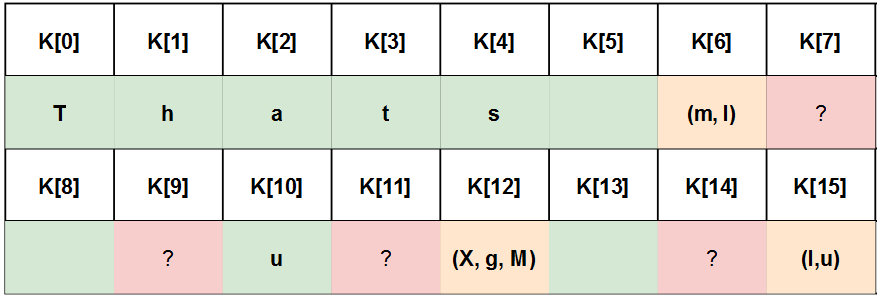 K[0] K[1] K[2] K[3] K[4] K[5] K[6] K[7]
T h a t s (m, l) ?
K[8] K[9] K[10] K[11] K[12] K[13] K[14] K[15]
? u ? (X, g, M) ? (l,u)